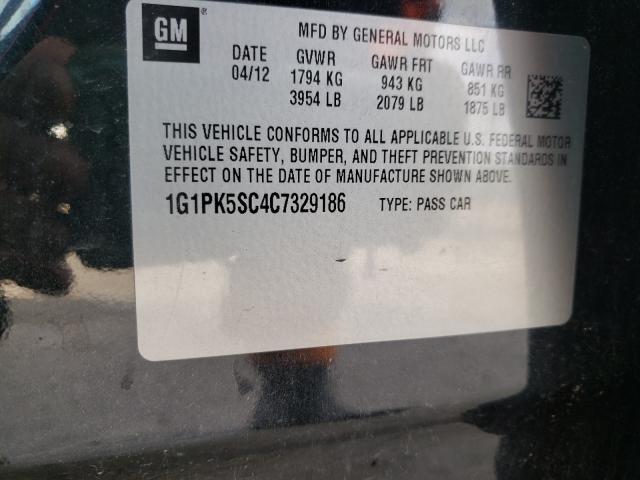 GM ®
MFD BY GENERAL MOTORS LLC
DATE GVWR GAWR FRT GAWR RR
04/12 1794 KG 943 KG 851 KG
3954 LB 2079 LB 1875 LB
THIS VEHICLE CONFORMS TO ALL APPLICABLE U.S. FEDERAL MOTOR
VEHICLE SAFETY, BUMPER, AND THEFT PREVENTION STANDARDS IN
EFFECT ON THE DATE OF MANUFACTURE SHOWN ABOVE.
1G1PK5SC4C7329186 TYPE: PASS CAR